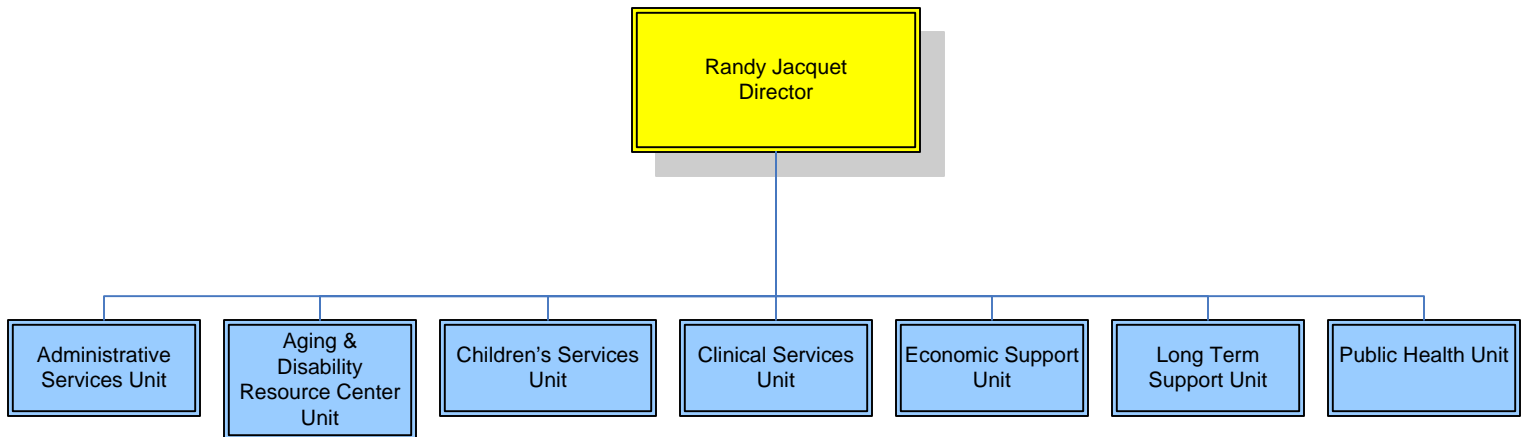 Randy Jacquet
Director
Administrative
Services Unit
Aging &
Disability
Resource Center
Unit
Children’s Services
Unit
Clinical Services
Unit
Economic Support
Unit
Long Term
Support Unit
Public Health Unit